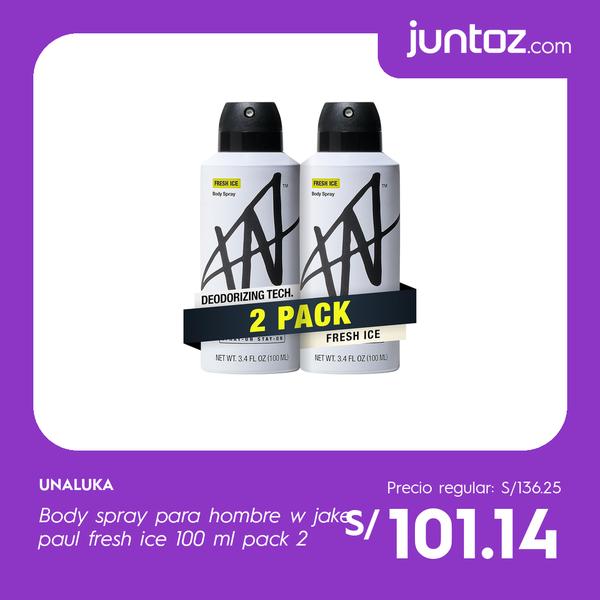 juntoz.com
FRESH ICE
Body Spray
TM
FRESH ICE
Body Spray
TM
DEODORIZING TECH.
2 PACK
FRESH ICE
NET WT. 3.4 FL OZ (100 ML)
NET WT. 3.4 FL OZ (100 ML)
UNALUKA
Body spray para hombre w jake
paul fresh ice 100 ml pack 2
Precio regular: S/136.25
S/101.14